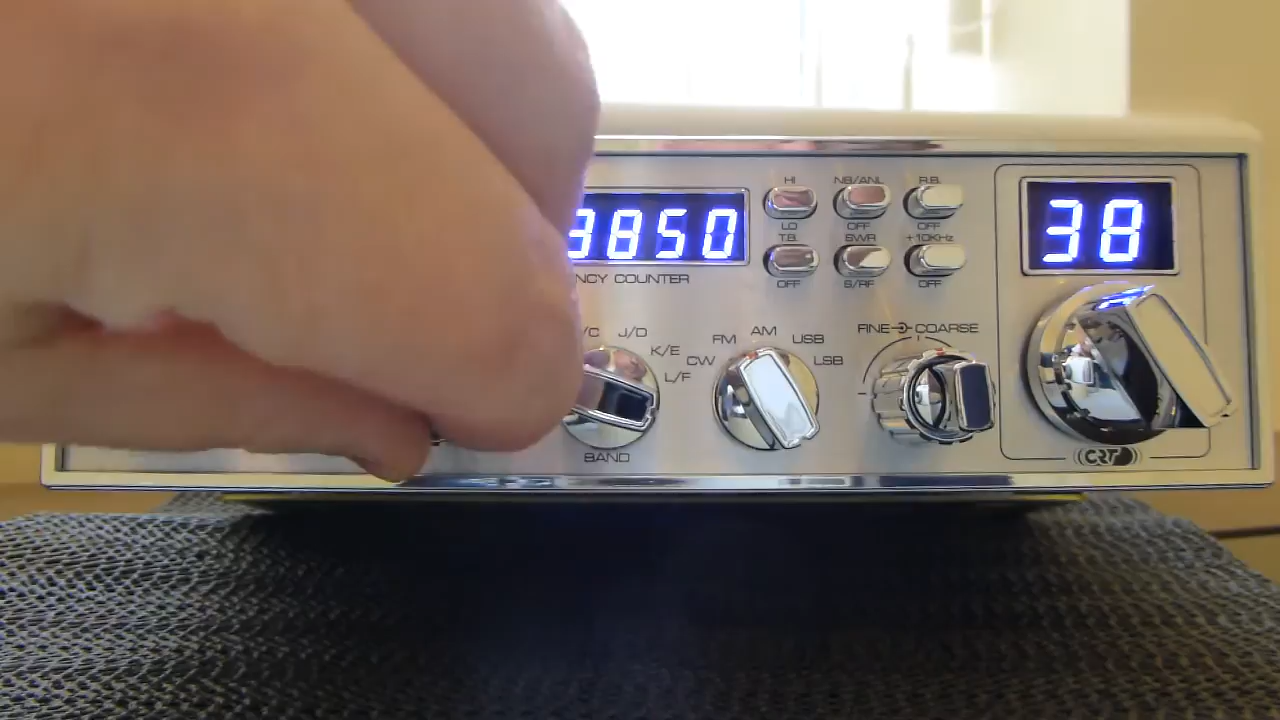 HI
NB/ANL
R.B.
3850
38
LO
OFF
OFF
T.B.
SWR
+10KHz
NCY COUNTER
OFF
S/RF
OFF
/C
J/D
K/E
L/F
BAND
CW
FM
AM
USB
LSB
FINE
COARSE
CRT